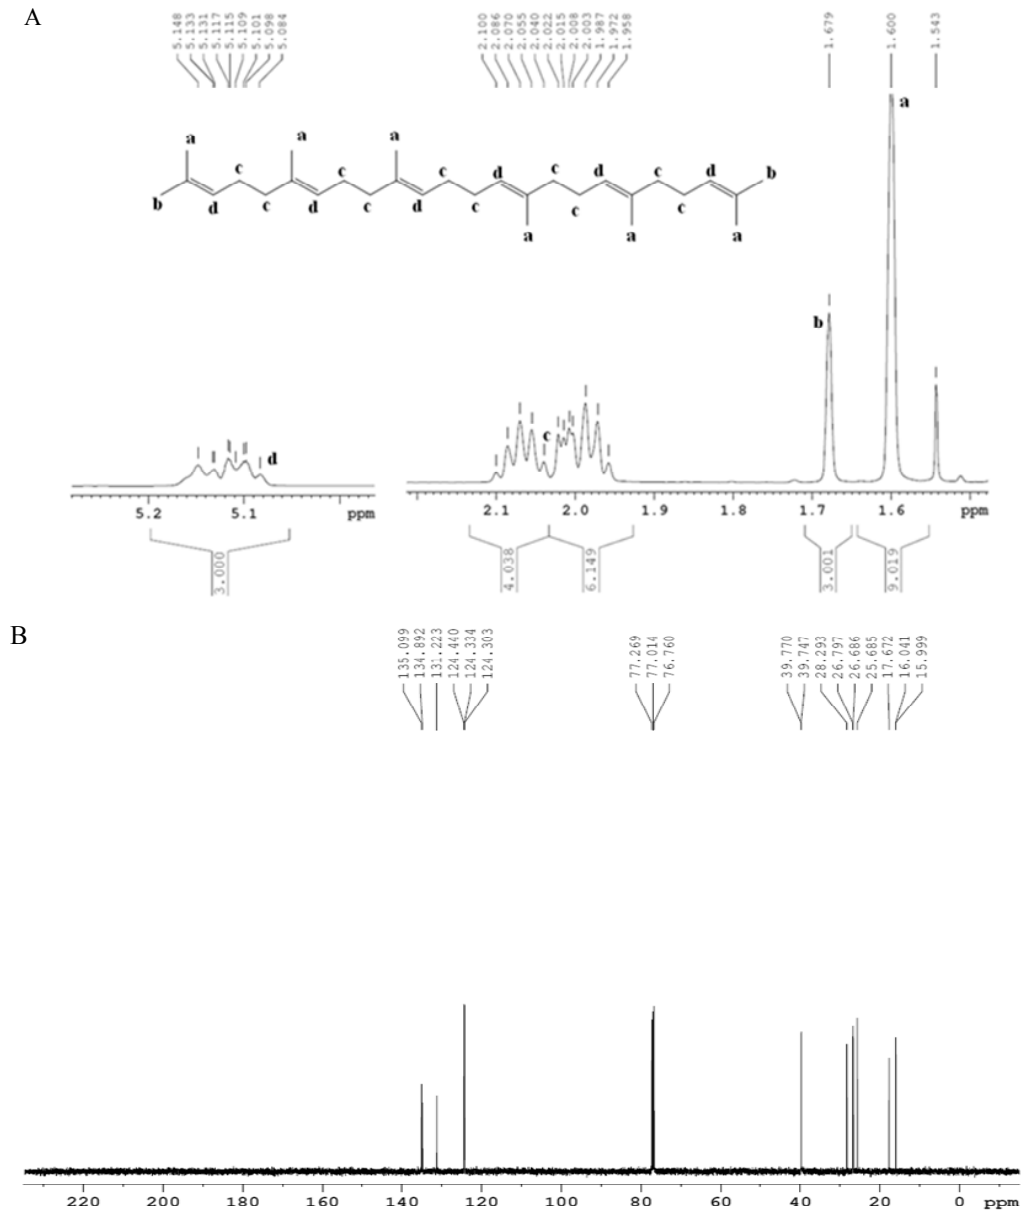 A
5.148
5.133
5.131
5.117
5.115
5.109
5.101
5.098
5.084
2.100
2.086
2.070
2.055
2.040
2.022
2.015
2.008
2.003
1.987
1.972
1.958
1.679
1.600
1.543
a
a
a
a
c
c
c
c
d
c
d
c
d
b
b
d
c
d
c
d
c
c
c
a
a
a
b
c
d
5.2 5.1 ppm
2.1 2.0 1.9 1.8 1.7 1.6 ppm
3.000
4.038
6.149
3.001
9.019
B
135.099
134.892
131.223
124.440
124.334
124.303
77.269
77.014
76.760
39.770
39.747
28.293
26.797
26.686
25.685
17.672
16.041
15.999
220 200 180 160 140 120 100 80 60 40 20 0 ppm